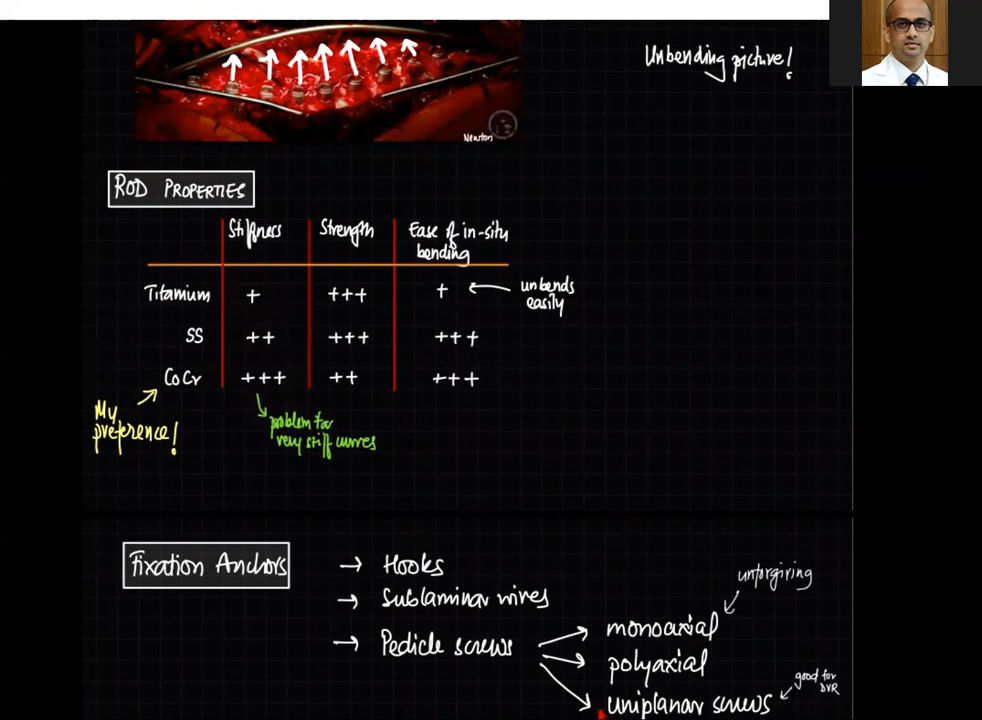 Unbending picture!
Newton
ROD PROPERTIES
Stiffness Strength Ease of in-situ
bending
Titanium + +++ + unbends
easily
SS ++ +++ +++
CoCr +++ ++ +++
My
preference!
problem for
very stiff curves
Fixation Anchors → Hooks
→ Sublaminar wires
→ Pedicle screws
unforgiving
monoaxial
polyaxial
uniplanar screws
good for
DVR